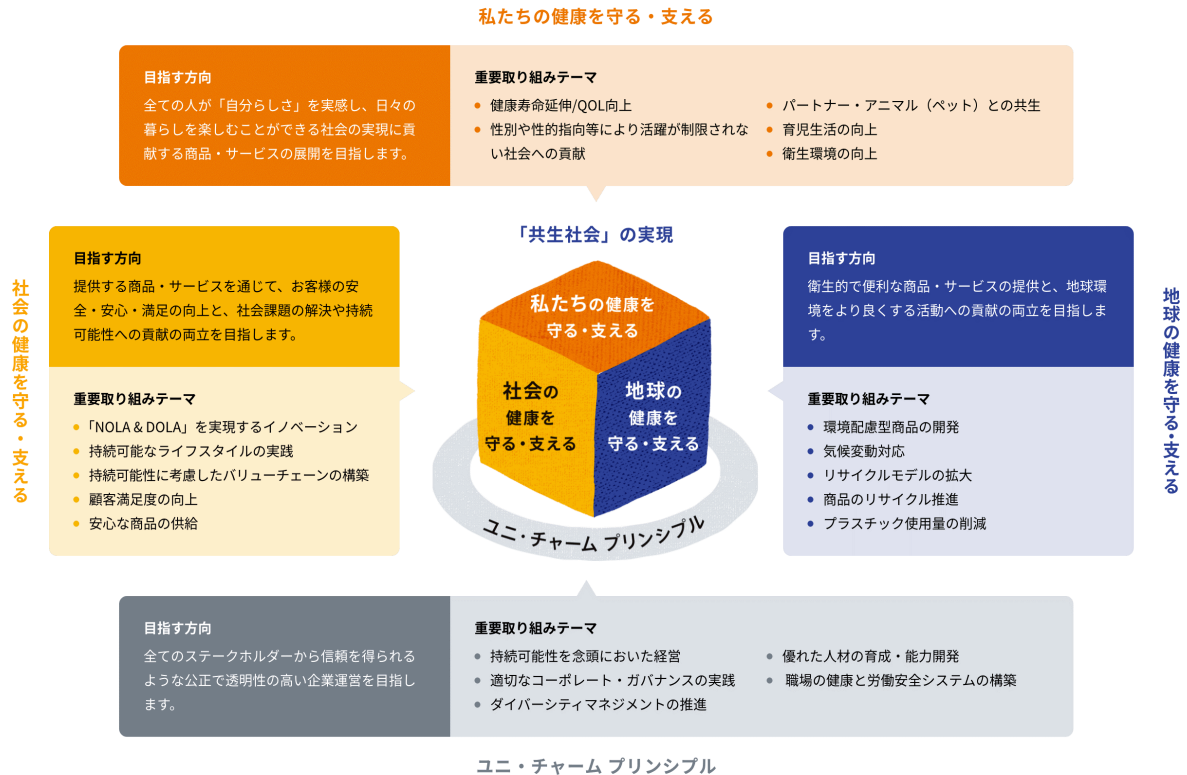 私たちの健康を守る・支える
目指す方向
全ての人が「自分らしさ」を実感し、日々の
暮らしを楽しむことができる社会の実現に貢
献する商品・サービスの展開を目指します。
重要取り組みテーマ
健康寿命延伸/QOL向上
性別や性的指向等により活躍が制限されな
い社会への貢献
パートナー・アニマル（ペット）との共生
育児生活の向上
衛生環境の向上
社会の健康を守る・支える
目指す方向
提供する商品・サービスを通じて、お客様の安
全・安心・満足の向上と、社会課題の解決や持続
可能性への貢献の両立を目指します。
重要取り組みテーマ
「NOLA & DOLA」を実現するイノベーション
持続可能なライフスタイルの実践
持続可能性に考慮したバリューチェーンの構築
顧客満足度の向上
安心な商品の供給
「共生社会」の実現
私たちの健康を
守る・支える
社会の
健康を
守る・支える
地球の
健康を
守る・支える
ユニ・チャーム プリンシプル
目指す方向
衛生的で便利な商品・サービスの提供と、地球環
境をより良くする活動への貢献の両立を目指しま
す。
重要取り組みテーマ
環境配慮型商品の開発
気候変動対応
リサイクルモデルの拡大
商品のリサイクル推進
プラスチック使用量の削減
地球の健康を守る・支える
目指す方向
全てのステークホルダーから信頼を得られる
ような公正で透明性の高い企業運営を目指し
ます。
重要取り組みテーマ
持続可能性を念頭においた経営
適切なコーポレート・ガバナンスの実践
ダイバーシティマネジメントの推進
優れた人材の育成・能力開発
職場の健康と労働安全システムの構築
ユニ・チャーム プリンシプル